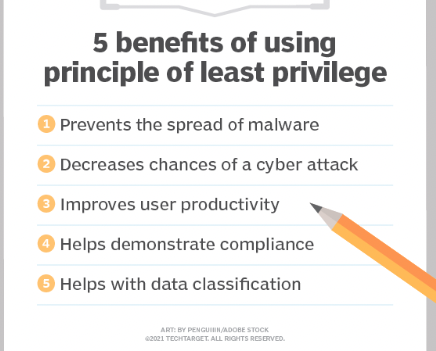 5 benefits of using
principle of least privilege
1 Prevents the spread of malware
2 Decreases chances of a cyber attack
3 Improves user productivity
4 Helps demonstrate compliance
5 Helps with data classification
ART: BY PENGUIIIR/ADOBE STOCK
©2021 TECHTARGET. ALL RIGHTS RESERVED.